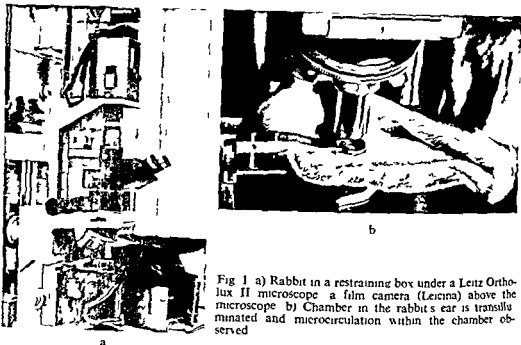 a
b
Fig 1 a) Rabbit in a restraining box under a Leitz Ortho-
lux II microscope a film camera (Leicina) above the
microscope b) Chamber in the rabbit s ear is transillu
minated and microcirculation within the chamber ob-
served